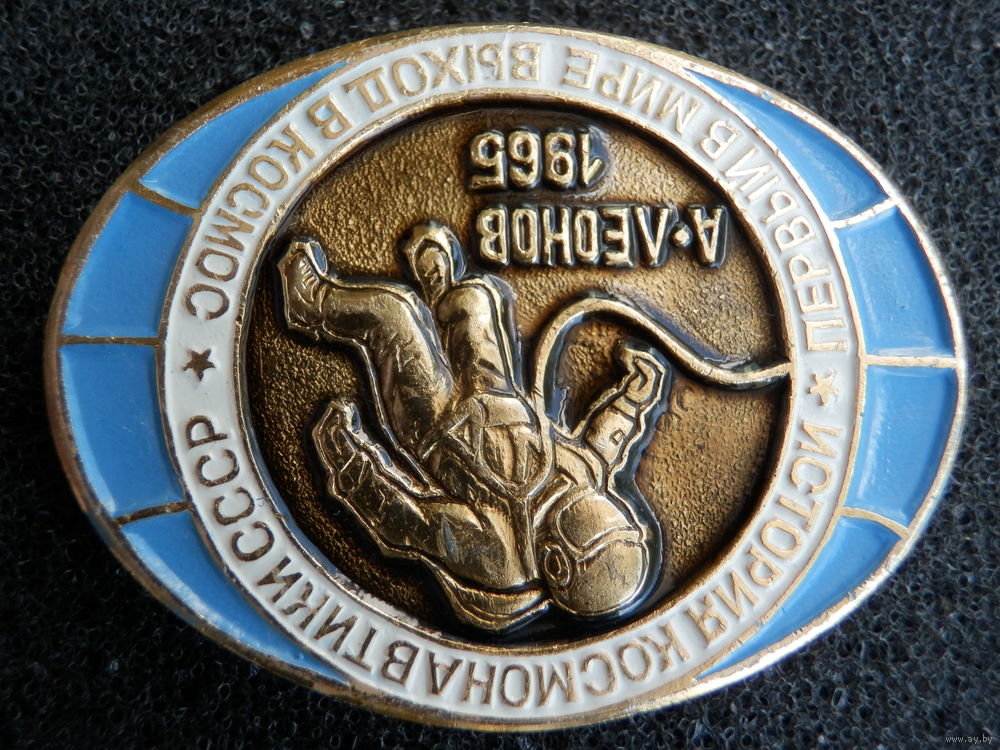 ИСТОРИЯ КОСМОНАВТИКИ СССР
★ ПЕРВЫЙ В МИРЕ ВЫХОД В КОСМОС ★
А·ЛЕОНОВ
1965
www.ay.by